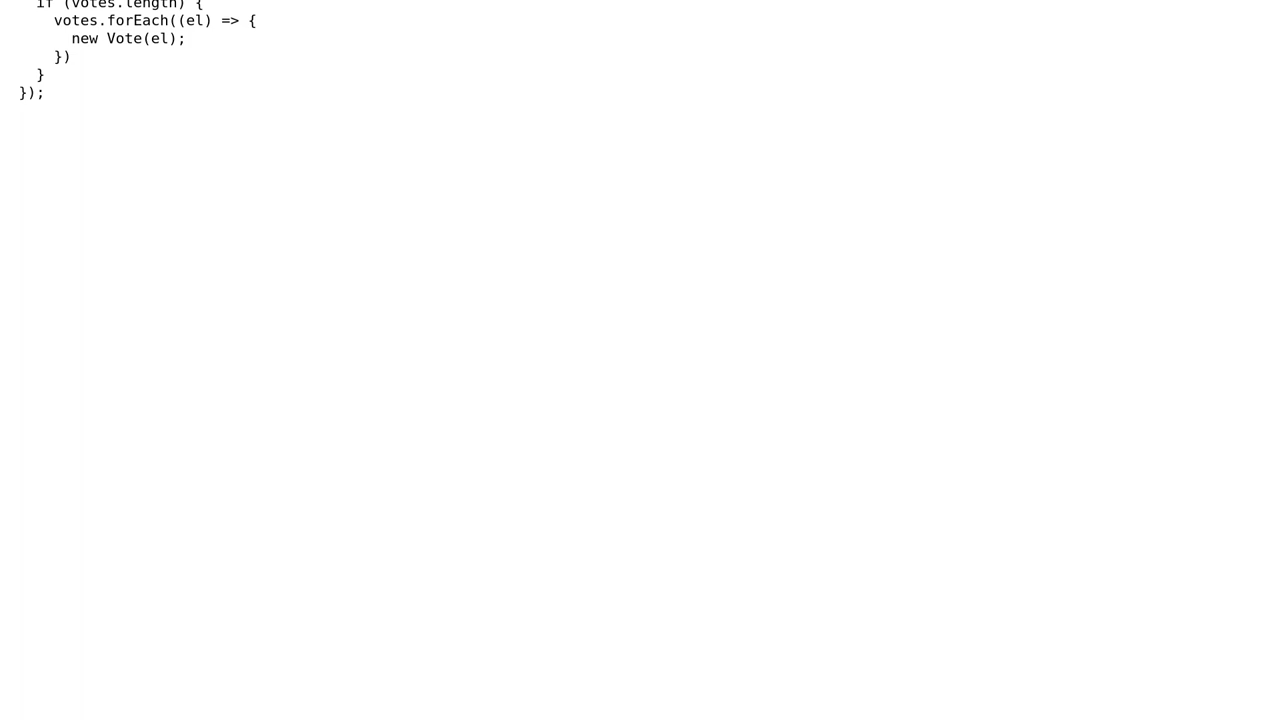 if (votes.length) {
votes.forEach((el) => {
new Vote(el);
})
}
});